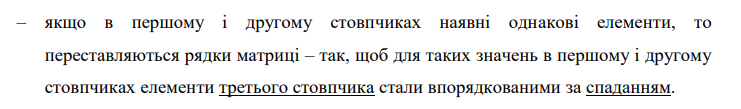 – якщо в першому і другому стовпчиках наявні однакові елементи, то
переставляються рядки матриці – так, щоб для таких значень в першому і другому
стовпчиках елементи третього стовпчика стали впорядкованими за спаданням.